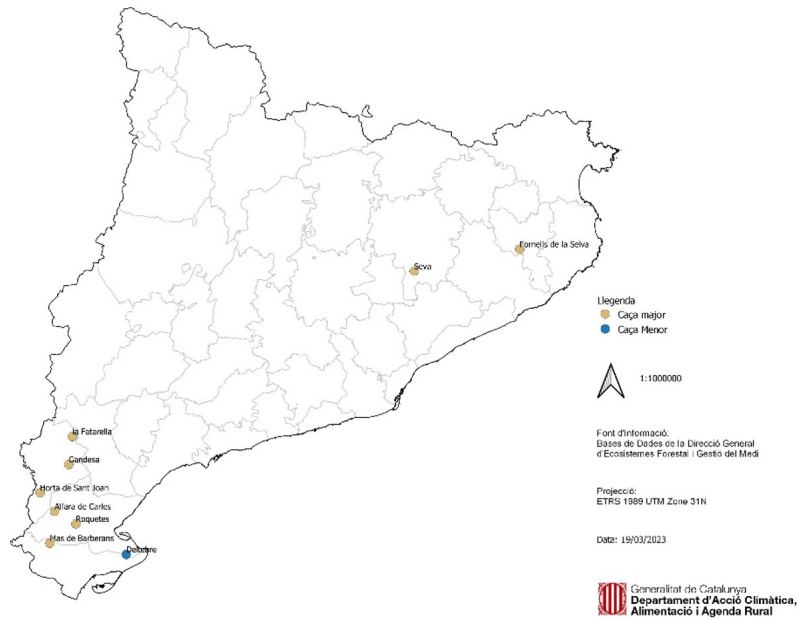 Fornells de la Selva
Seva
Llegenda
Caça major
Caça Menor
1:1000000
la Fatarella
Font d'Informació:
Bases de Dades de la Direcció General
d'Ecosistemes Forestal i Gestió del Medi
Gandesa
Horta de Sant Joan
Projecció:
ETRS 1989 UTM Zone 31N
Alfara de Carles
Roquetes
Mas de Barberans
Deltebre
Data: 19/03/2023
Generalitat de Catalunya
Departament d'Acció Climàtica,
Alimentació i Agenda Rural